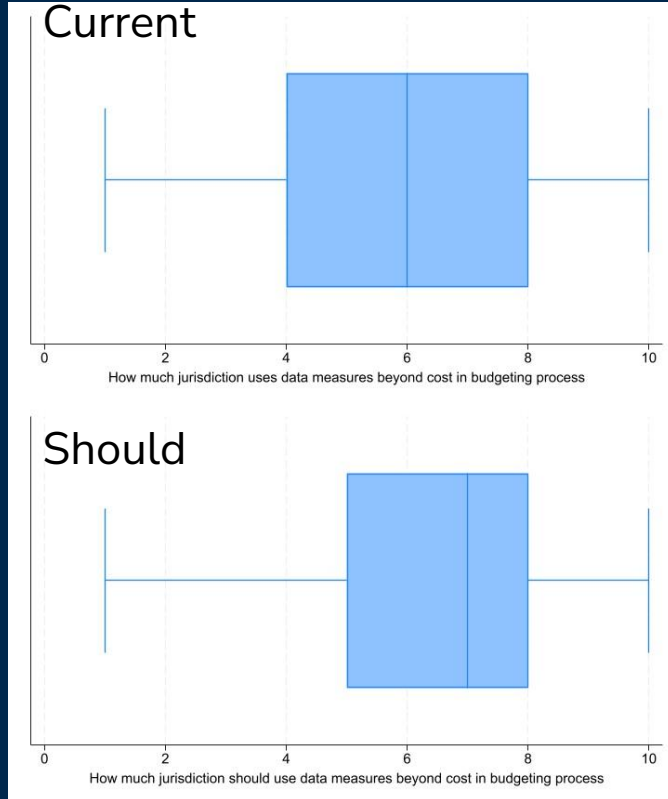 Current
0 2 4 6 8 10
How much jurisdiction uses data measures beyond cost in budgeting process
Should
0 2 4 6 8 10
How much jurisdiction should use data measures beyond cost in budgeting process